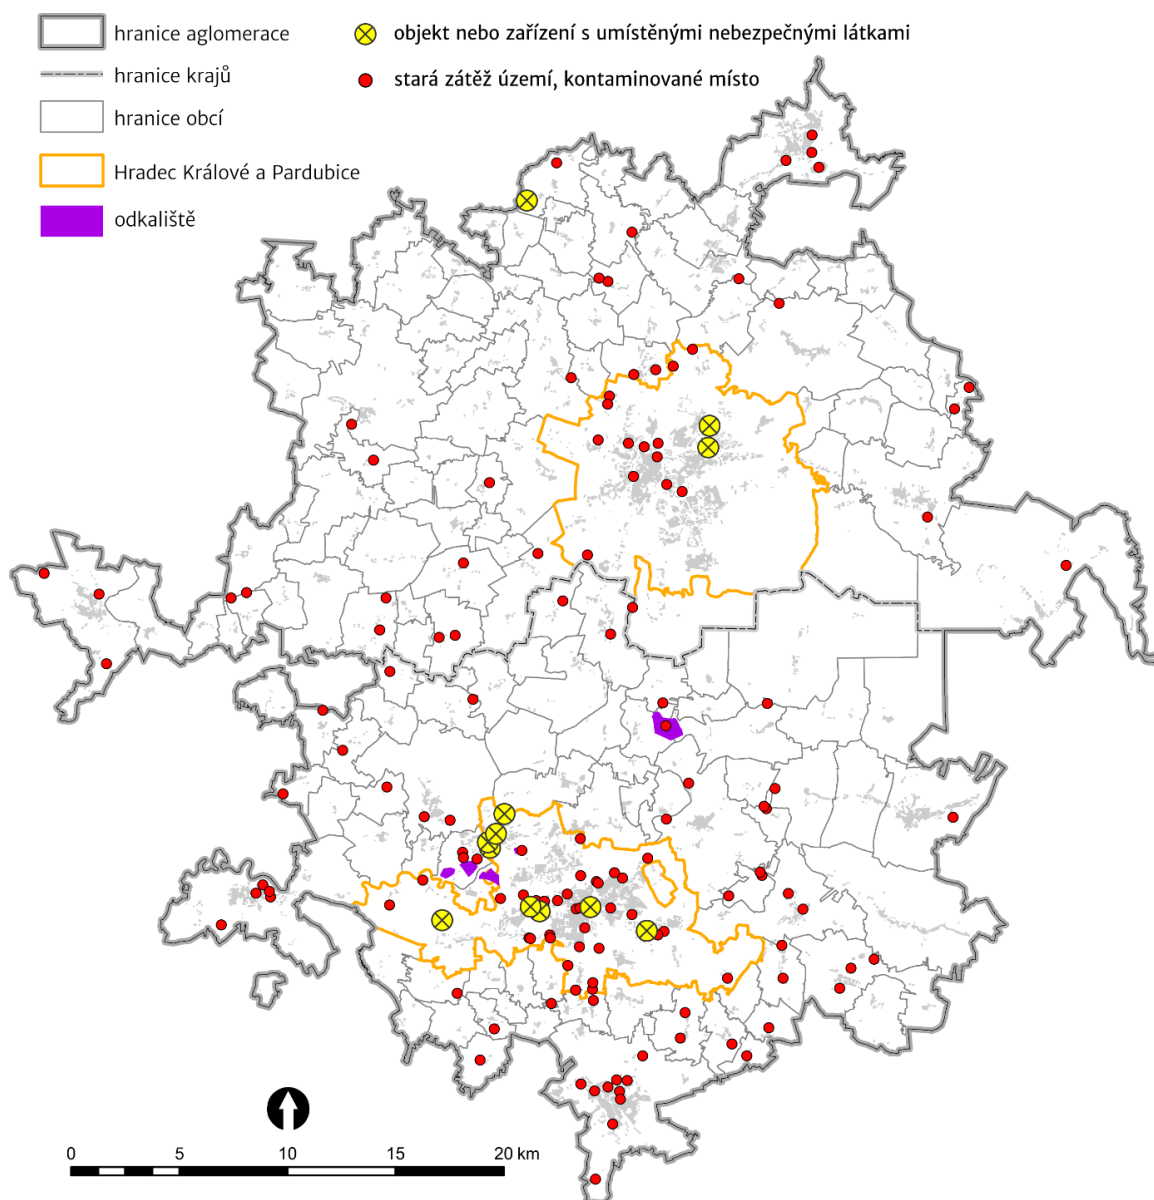 hranice aglomerace
hranice krajů
hranice obcí
Hradec Králové a Pardubice
odkaliště
objekt nebo zařízení s umístěnými nebezpečnými látkami
stará zátěž území, kontaminované místo
0 5 10 15 20 km